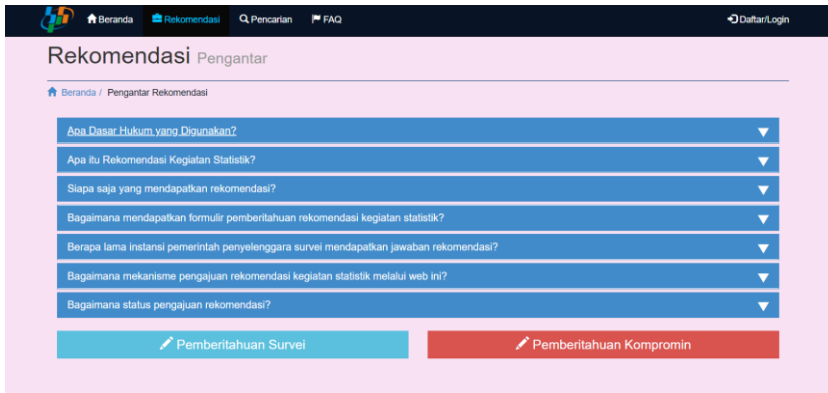 Beranda Rekomendasi Pencarian FAQ Daftar/Login
Rekomendasi Pengantar
Beranda / Pengantar Rekomendasi
Apa Dasar Hukum yang Digunakan?
Apa itu Rekomendasi Kegiatan Statistik?
Siapa saja yang mendapatkan rekomendasi?
Bagaimana mendapatkan formulir pemberitahuan rekomendasi kegiatan statistik?
Berapa lama instansi pemerintah penyelenggara survei mendapatkan jawaban rekomendasi?
Bagaimana mekanisme pengajuan rekomendasi kegiatan statistik melalui web ini?
Bagaimana status pengajuan rekomendasi?
Pemberitahuan Survei Pemberitahuan Kompromin